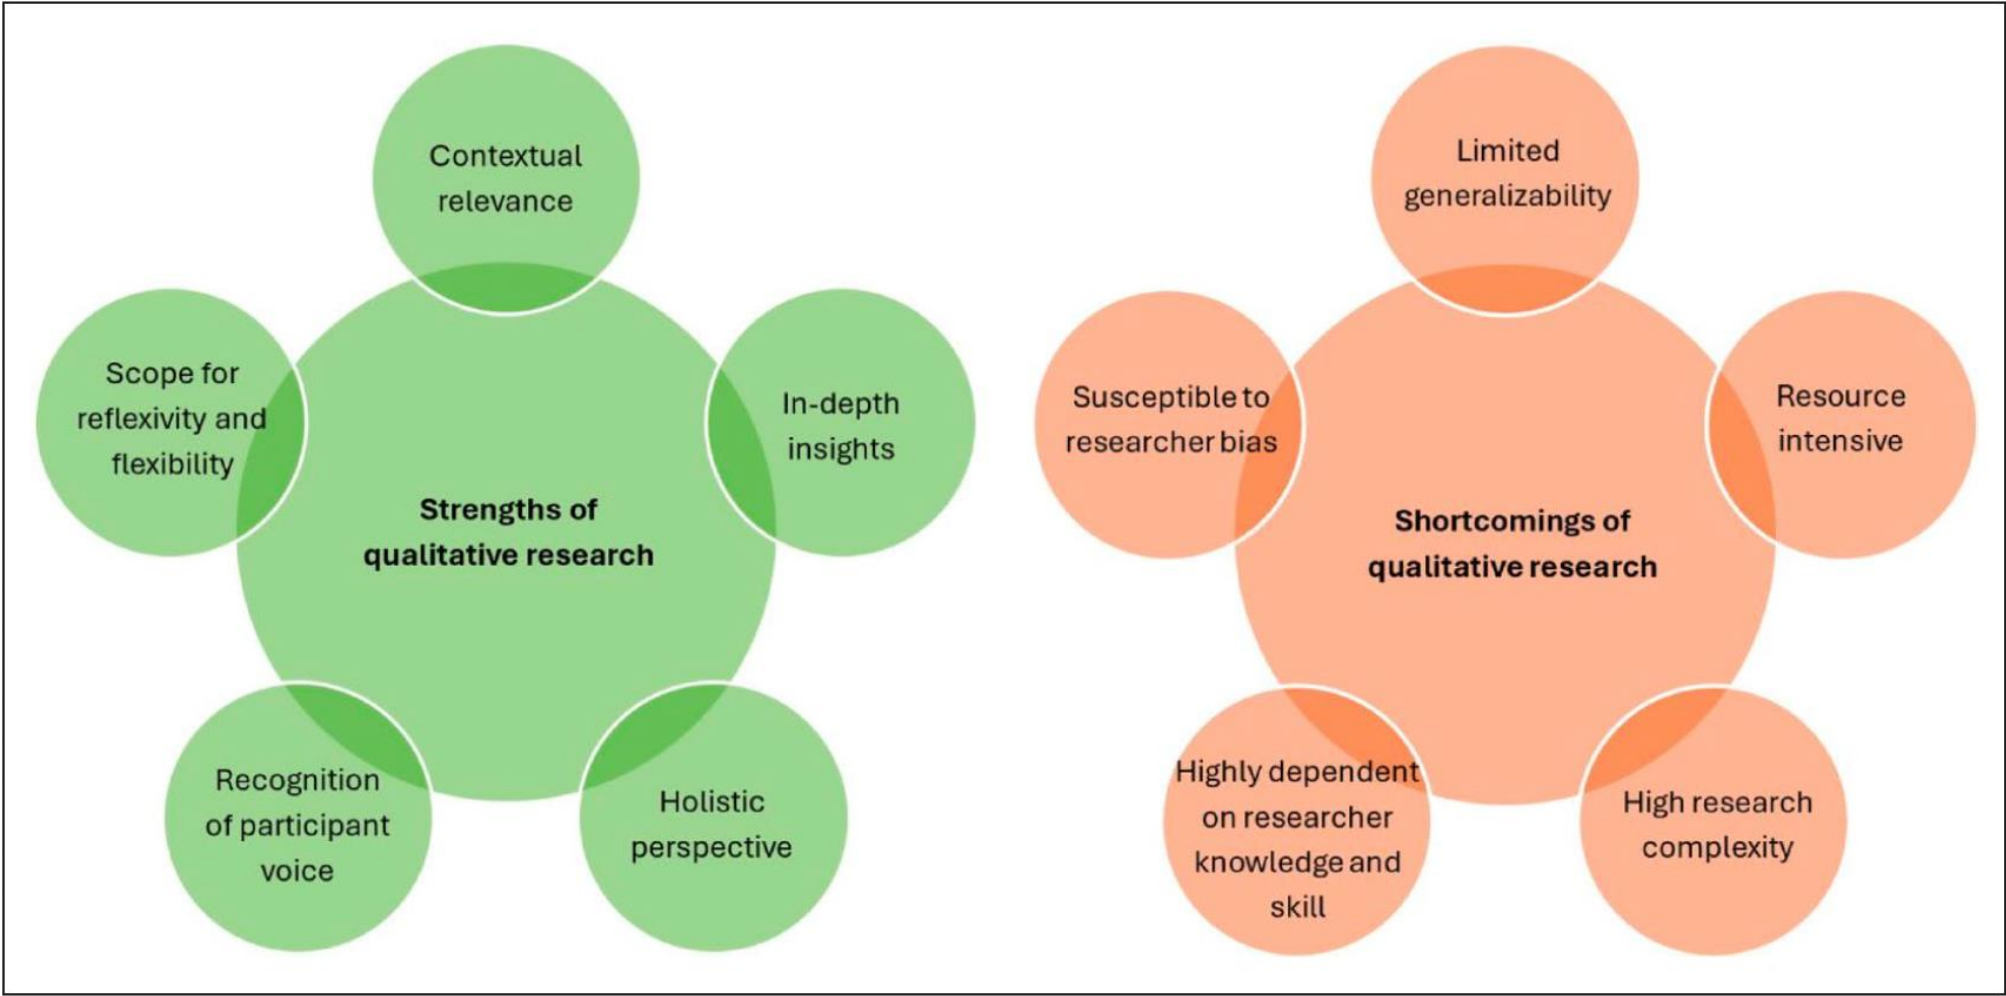 Contextual
relevance
In-depth
insights
Holistic
perspective
Recognition
of participant
voice
Scope for
reflexivity and
flexibility
Strengths of
qualitative research
Limited
generalizability
Resource
intensive
High research
complexity
Highly dependent
on researcher
knowledge and
skill
Susceptible to
researcher bias
Shortcomings of
qualitative research